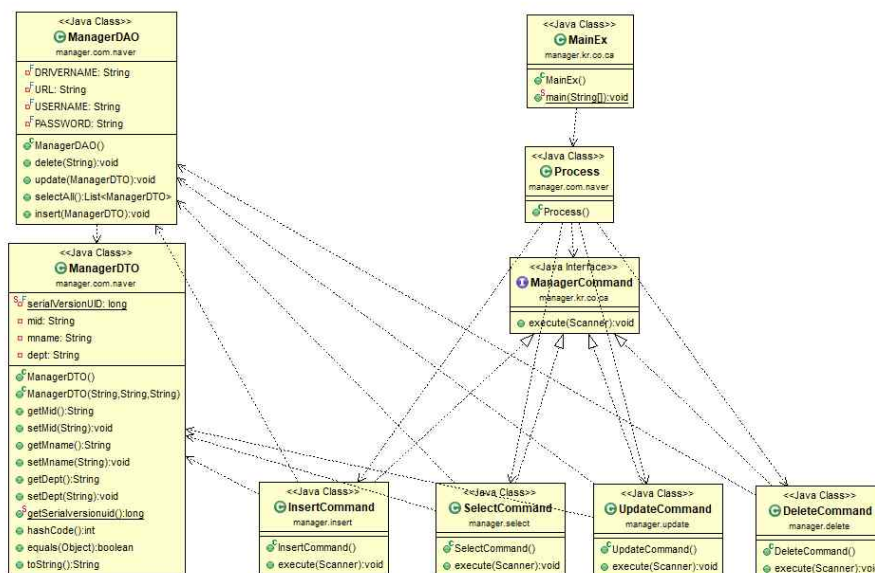 <<Java Class>>
ManagerDAO
manager.com.naver
DRIVERNAME: String
URL: String
USERNAME: String
PASSWORD: String
ManagerDAO()
delete(String):void
update(ManagerDTO):void
selectAll():List<ManagerDTO>
insert(ManagerDTO):void
<<Java Class>>
MainEx
manager.kr.co.ca
MainEx()
main(String[]):void
<<Java Class>>
Process
manager.com.naver
Process()
<<Java Class>>
ManagerDTO
manager.com.naver
serialVersionUID: long
mid: String
mname: String
dept: String
ManagerDTO()
ManagerDTO(String,String,String)
getMid():String
setMid(String):void
getMname():String
setMname(String):void
getDept():String
setDept(String):void
getSerialversionuid():long
hashCode():int
equals(Object):boolean
toString():String
<<Java Interface>>
ManagerCommand
manager.kr.co.ca
execute(Scanner):void
<<Java Class>>
InsertCommand
manager.insert
InsertCommand()
execute(Scanner):void
<<Java Class>>
SelectCommand
manager.select
SelectCommand()
execute(Scanner):void
<<Java Class>>
UpdateCommand
manager.update
UpdateCommand()
execute(Scanner):void
<<Java Class>>
DeleteCommand
manager.delete
DeleteCommand()
execute(Scanner):void